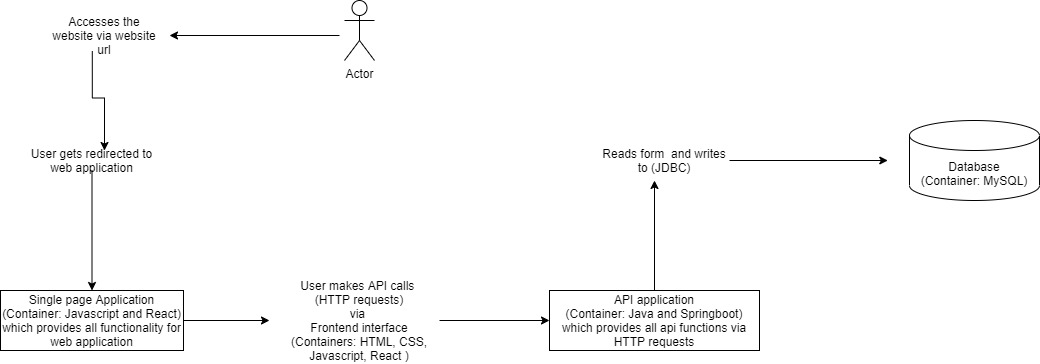 Accesses the
website via website
url
Actor
User gets redirected to
web application
Reads form  and writes
to (JDBC)
Database
(Container: MySQL)
Single page Application
(Container: Javascript and React)
which provides all functionality for
web application
User makes API calls
(HTTP requests)
via
Frontend interface
(Containers: HTML, CSS,
Javascript, React )
API application
(Container: Java and Springboot)
which provides all api functions via
HTTP requests